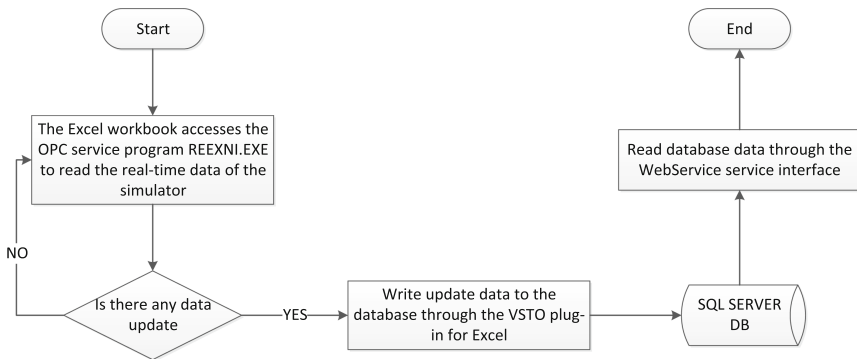 Start
The Excel workbook accesses the
OPC service program REEXNI.EXE
to read the real-time data of the
simulator
NO
Is there any data
update
YES
Write update data to the
database through the VSTO plug-
in for Excel
SQL SERVER
DB
Read database data through the
WebService service interface
End